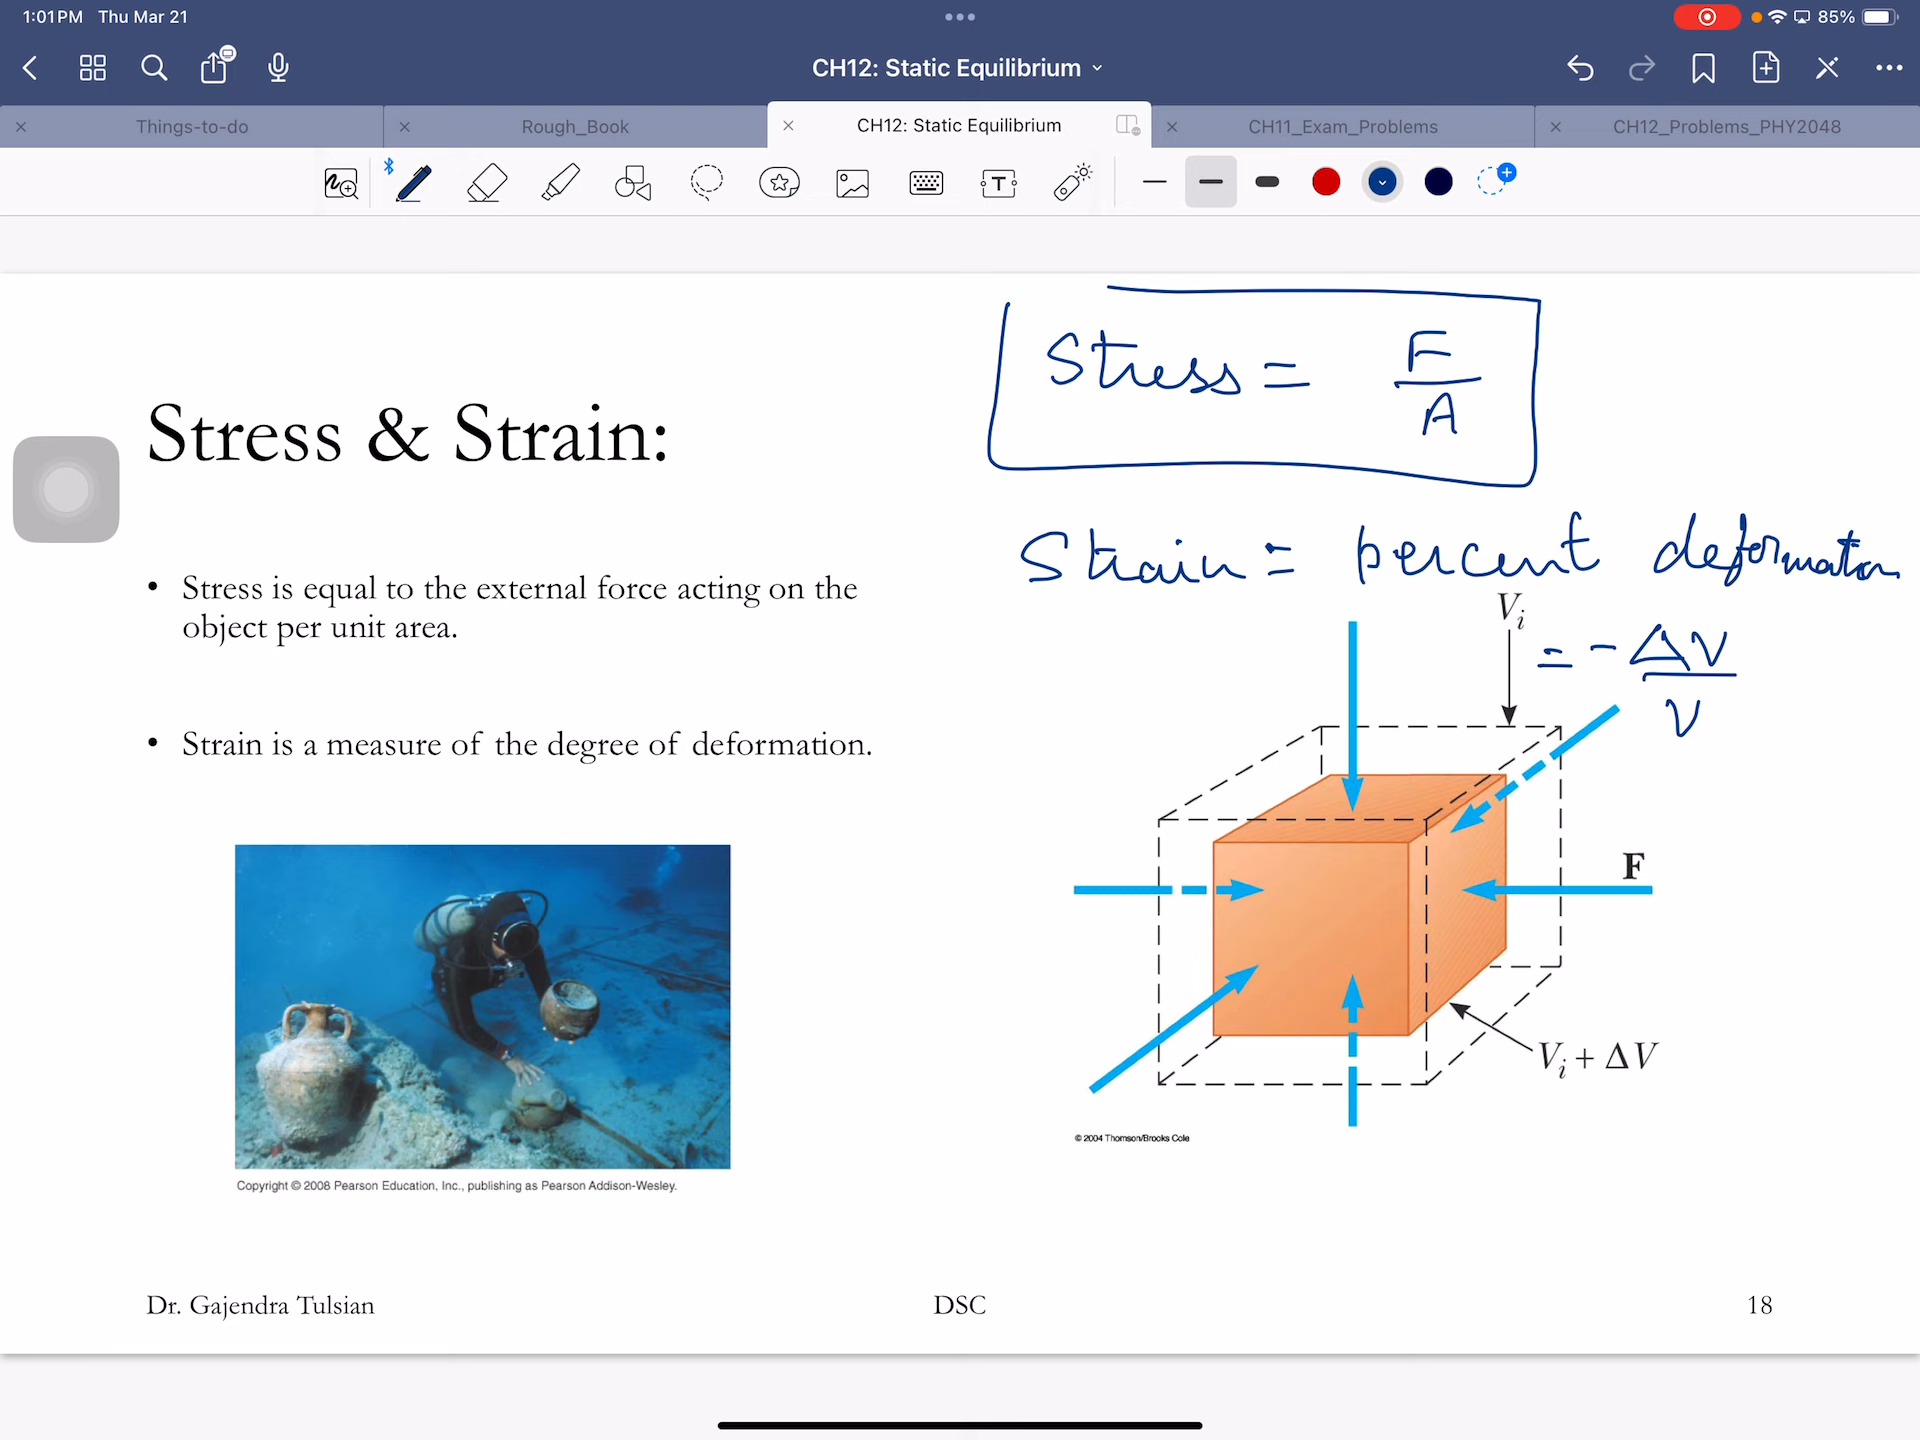 1:01 PM Thu Mar 21
85%
CH12: Static Equilibrium
Things-to-do
Rough_Book
CH12: Static Equilibrium
CH11_Exam_Problems
CH12_Problems_PHY2048
T
Stress = F/A
Stress & Strain:
Strain = percent deformation
• Stress is equal to the external force acting on the
object per unit area.
Vᵢ
= - ΔV/V
• Strain is a measure of the degree of deformation.
F
Vᵢ + ΔV
© 2004 Thomson/Brooks Cole
Copyright © 2008 Pearson Education, Inc., publishing as Pearson Addison-Wesley.
Dr. Gajendra Tulsian
DSC
18